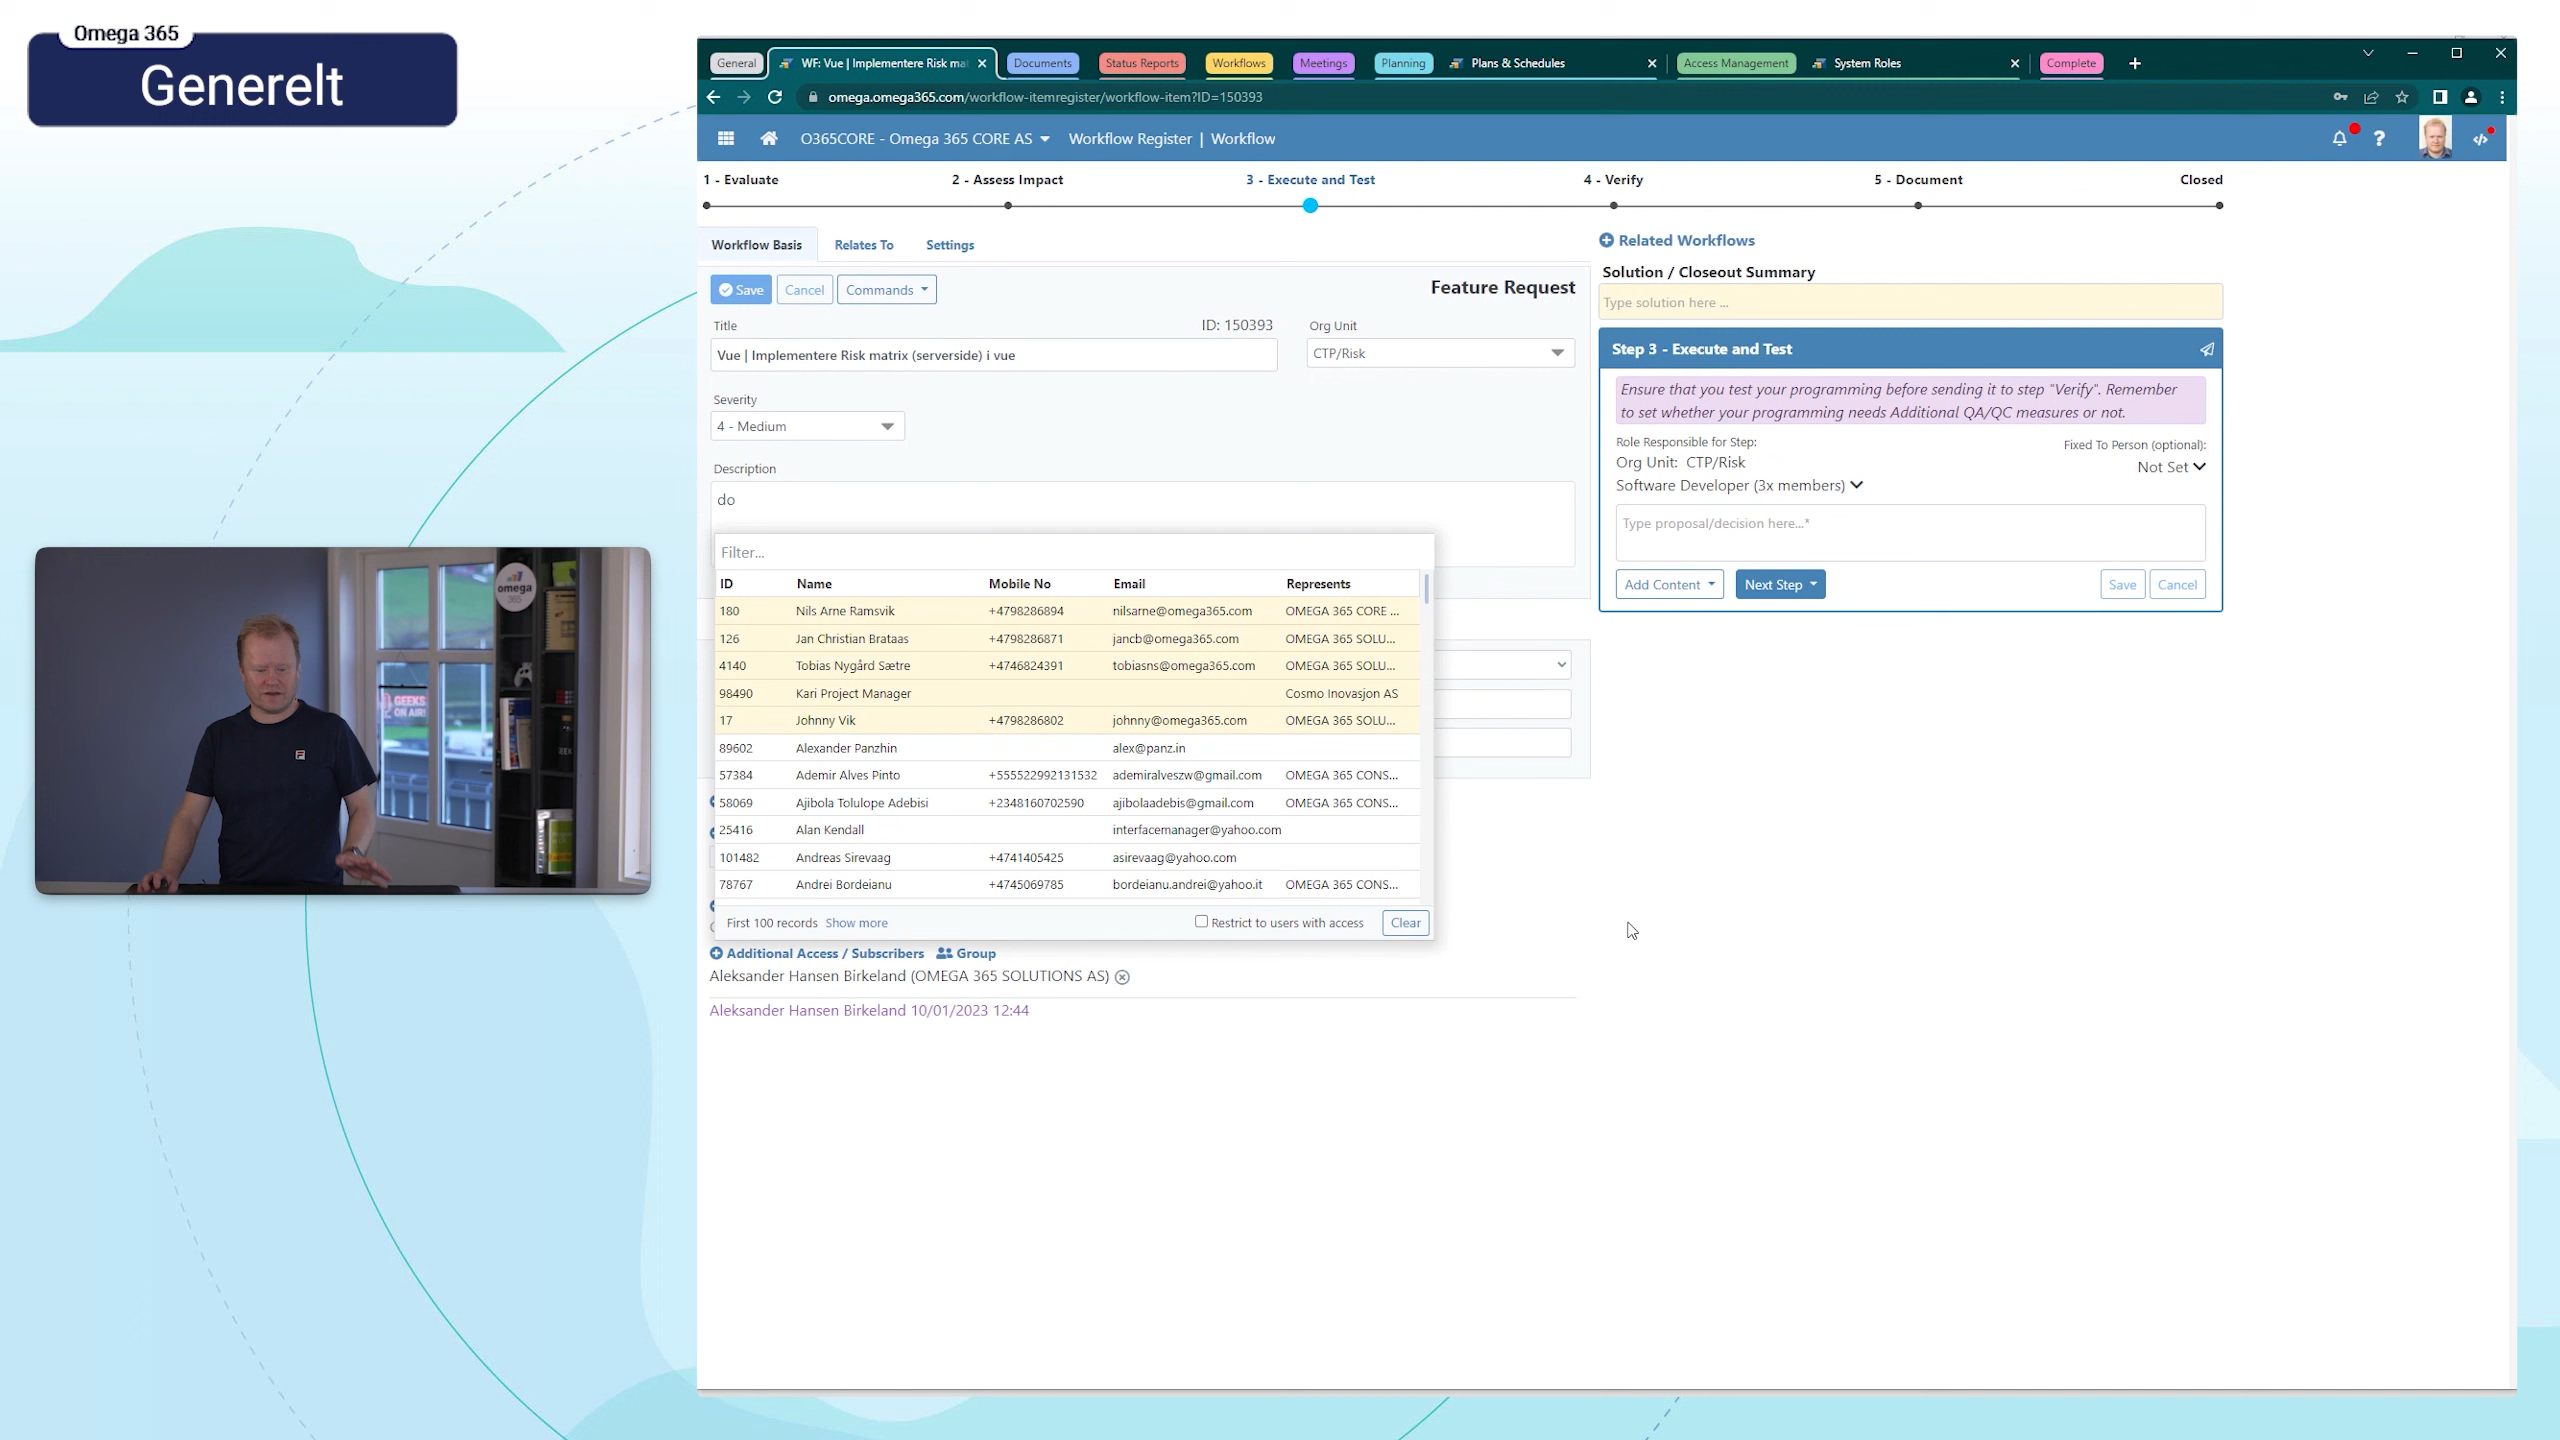 Omega 365
Generelt
General
WF: Vue | Implementere Risk ma
Documents
Status Reports
Workflows
Meetings
Planning
Plans & Schedules
Access Management
System Roles
Complete
omega.omega365.com/workflow-itemregister/workflow-item?ID=150393
O365CORE - Omega 365 CORE AS
Workflow Register | Workflow
1 - Evaluate
2 - Assess Impact
3 - Execute and Test
4 - Verify
5 - Document
Closed
Workflow Basis
Relates To
Settings
Save
Cancel
Commands
Feature Request
Title
ID: 150393
Org Unit
Vue | Implementere Risk matrix (serverside) i vue
CTP/Risk
Severity
4 - Medium
Description
do
Filter...
ID Name Mobile No Email Represents
180 Nils Arne Ramsvik +4798286894 nilsarne@omega365.com OMEGA 365 CORE ...
126 Jan Christian Brataas +4798286871 jancb@omega365.com OMEGA 365 SOLU...
4140 Tobias Nygård Sætre +4746824391 tobiasns@omega365.com OMEGA 365 SOLU...
98490 Kari Project Manager Cosmo Inovasjon AS
17 Johnny Vik +4798286802 johnny@omega365.com OMEGA 365 SOLU...
89602 Alexander Panzhin alex@panz.in
57384 Ademir Alves Pinto +555522992131532 ademiralveszw@gmail.com OMEGA 365 CONS...
58069 Ajibola Tolulope Adebisi +2348160702590 ajibolaadebis@gmail.com OMEGA 365 CONS...
25416 Alan Kendall interfacemanager@yahoo.com
101482 Andreas Sirevaag +4741405425 asirevaag@yahoo.com
78767 Andrei Bordeianu +4745069785 bordeianu.andrei@yahoo.it OMEGA 365 CONS...
First 100 records Show more
Restrict to users with access
Clear
Additional Access / Subscribers
Group
Aleksander Hansen Birkeland (OMEGA 365 SOLUTIONS AS)
Aleksander Hansen Birkeland 10/01/2023 12:44
Related Workflows
Solution / Closeout Summary
Type solution here ...
Step 3 - Execute and Test
Ensure that you test your programming before sending it to step "Verify". Remember
to set whether your programming needs Additional QA/QC measures or not.
Role Responsible for Step:
Fixed To Person (optional):
Org Unit: CTP/Risk
Not Set
Software Developer (3x members)
Type proposal/decision here...*
Add Content
Next Step
Save
Cancel
omega
365
GEEKS
ON AIR!